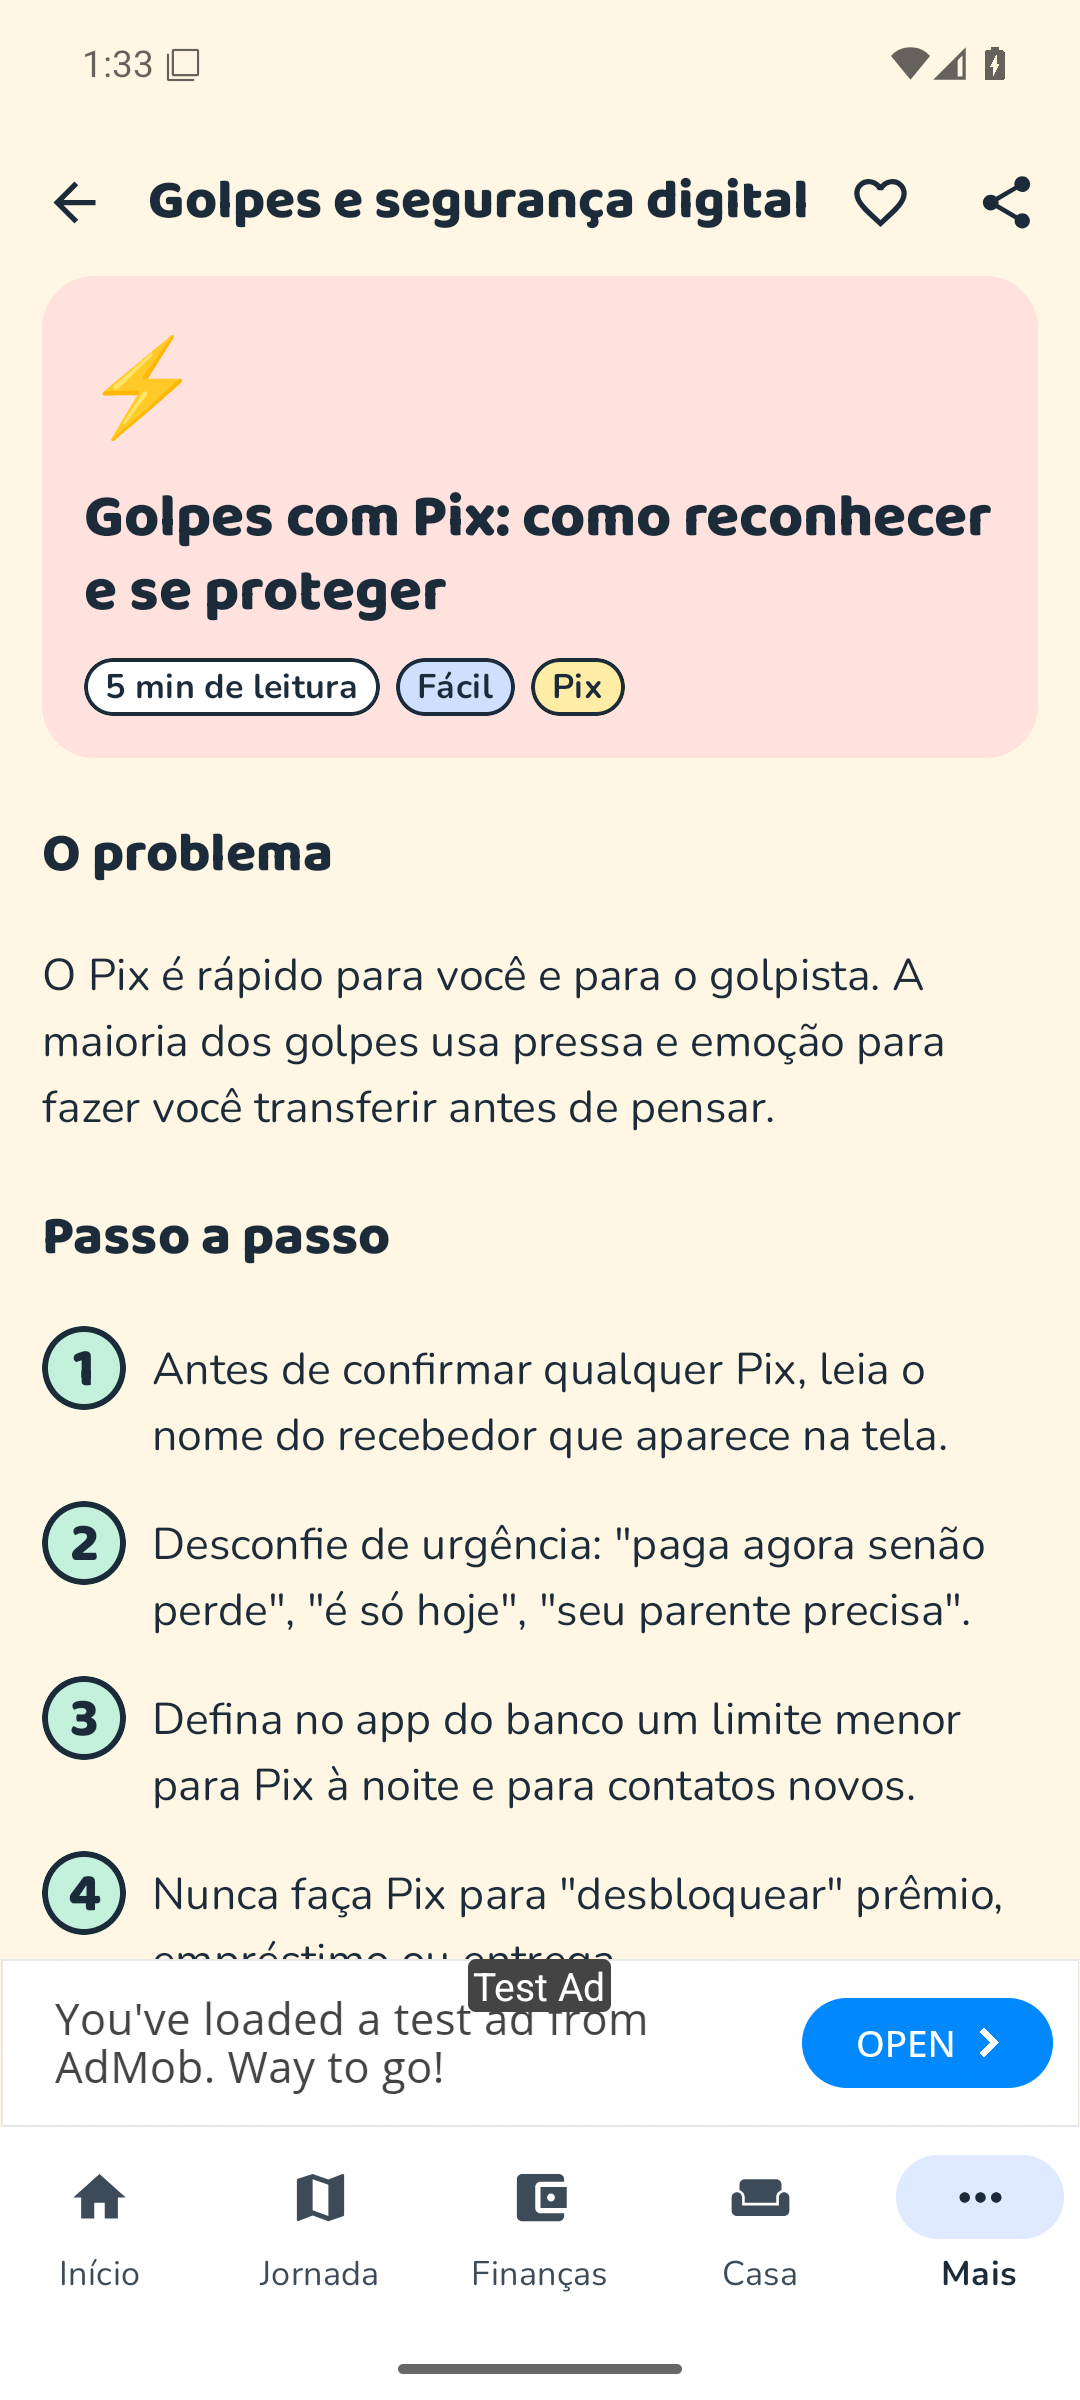 1:33
Golpes e segurança digital
Golpes com Pix: como reconhecer
e se proteger
5 min de leitura
Fácil
Pix
O problema
O Pix é rápido para você e para o golpista. A
maioria dos golpes usa pressa e emoção para
fazer você transferir antes de pensar.
Passo a passo
1
Antes de confirmar qualquer Pix, leia o
nome do recebedor que aparece na tela.
2
Desconfie de urgência: "paga agora senão
perde", "é só hoje", "seu parente precisa".
3
Defina no app do banco um limite menor
para Pix à noite e para contatos novos.
4
Nunca faça Pix para "desbloquear" prêmio,
empréstimo ou entrega.
Test Ad
You've loaded a test ad from
AdMob. Way to go!
OPEN
Início
Jornada
Finanças
Casa
Mais